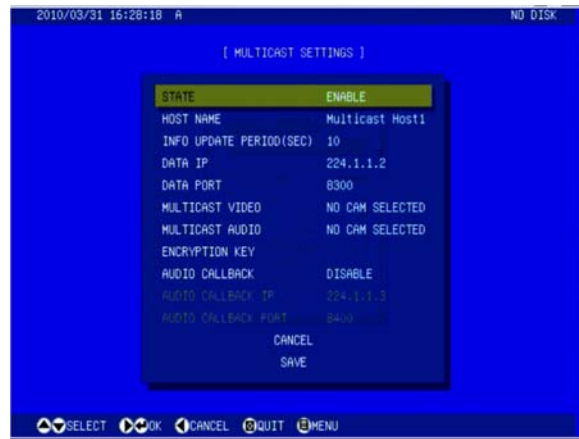 2010/03/31 16:28:18 A NO DISK
[ MULTICAST SETTINGS ]
STATE ENABLE
HOST NAME Multicast Host1
INFO UPDATE PERIOD(SEC) 10
DATA IP 224.1.1.2
DATA PORT 8300
MULTICAST VIDEO NO CAM SELECTED
MULTICAST AUDIO NO CAM SELECTED
ENCRYPTION KEY
AUDIO CALLBACK DISABLE
AUDIO CALLBACK IP 224.1.1.3
AUDIO CALLBACK PORT 8400
CANCEL
SAVE
SELECT OK CANCEL QUIT MENU